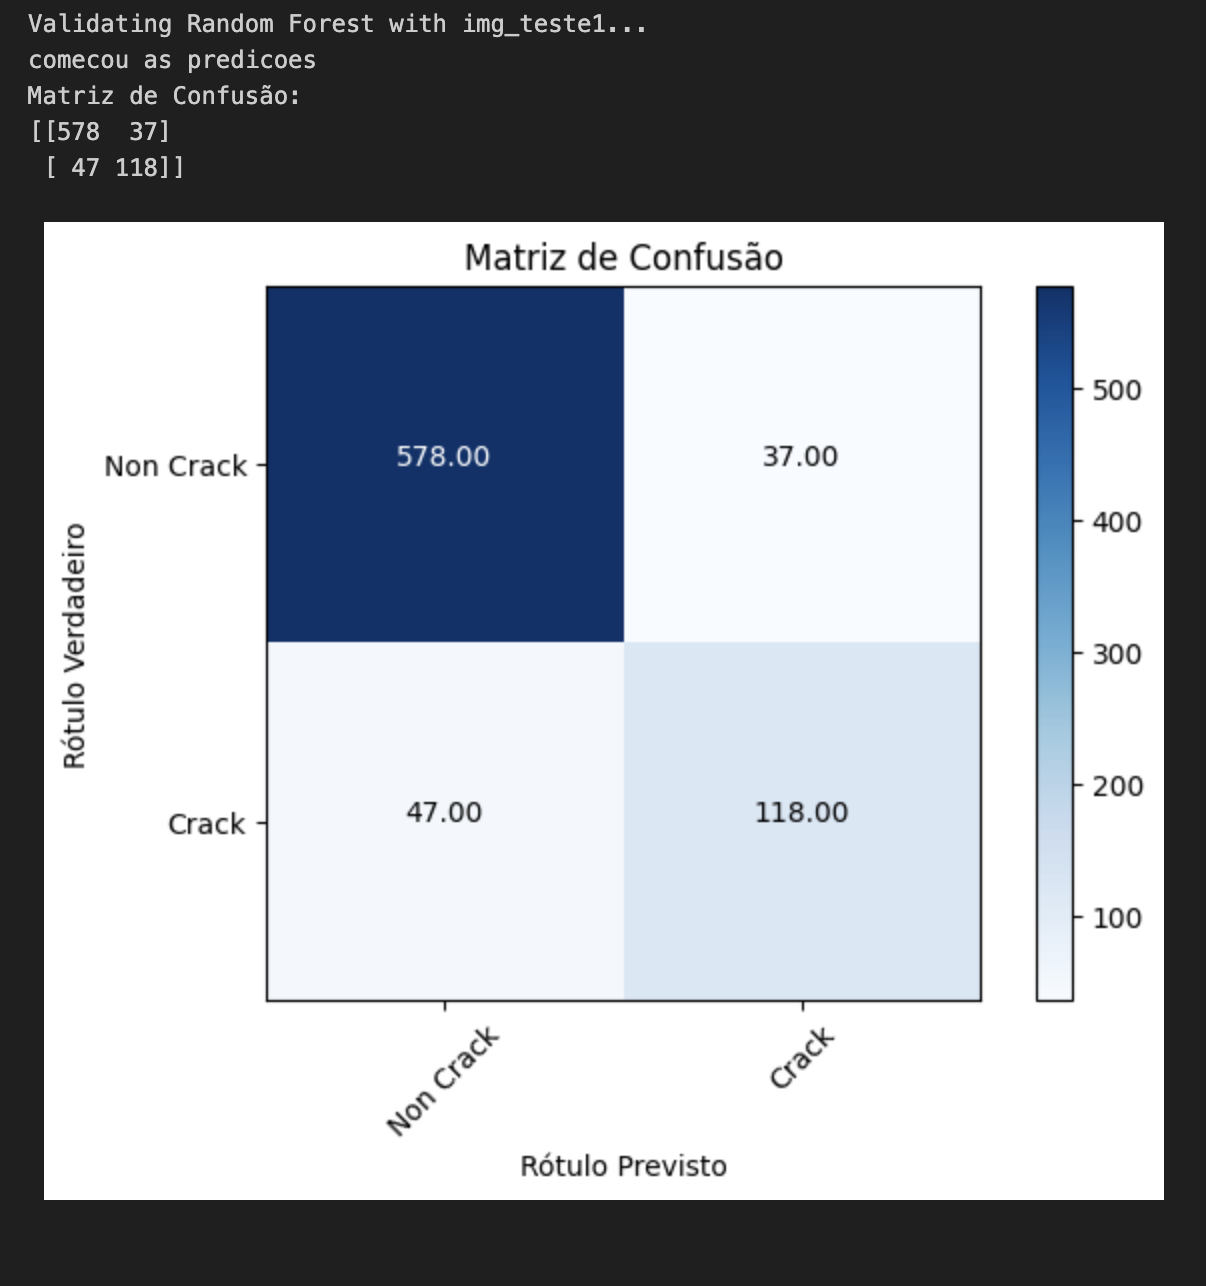 Validating Random Forest with img_teste1...
comecou as predicoes
Matriz de Confusão:
[[578  37]
 [ 47 118]]
Matriz de Confusão
578.00 37.00
47.00 118.00
Non Crack
Crack
Rótulo Verdadeiro
Non Crack
Crack
Rótulo Previsto
500
400
300
200
100